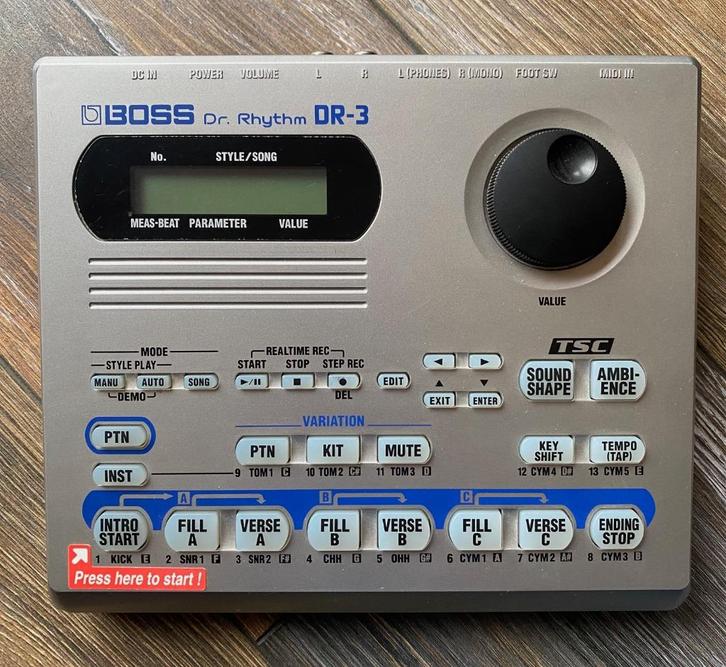 DC IN POWER VOLUME L R L (PHONES) R (MONO) FOOT SW MIDI IN
BOSS Dr. Rhythm DR-3
No. STYLE/SONG
MEAS-BEAT PARAMETER VALUE
VALUE
MODE
STYLE PLAY
MANU AUTO SONG
DEMO
REALTIME REC
START STOP STEP REC
DEL
EDIT
EXIT ENTER
TSC
SOUND SHAPE
AMBI-ENCE
PTN
INST
VARIATION
PTN KIT MUTE
9 TOM1 C 10 TOM2 C# 11 TOM3 D
KEY SHIFT
TEMPO (TAP)
12 CYM4 D# 13 CYM5 E
A B C
INTRO START
FILL A
VERSE A
FILL B
VERSE B
FILL C
VERSE C
ENDING STOP
1 KICK E 2 SNR1 F 3 SNR2 F# 4 CHH G 5 OHH G# 6 CYM1 A 7 CYM2 A# 8 CYM3 B
Press here to start !